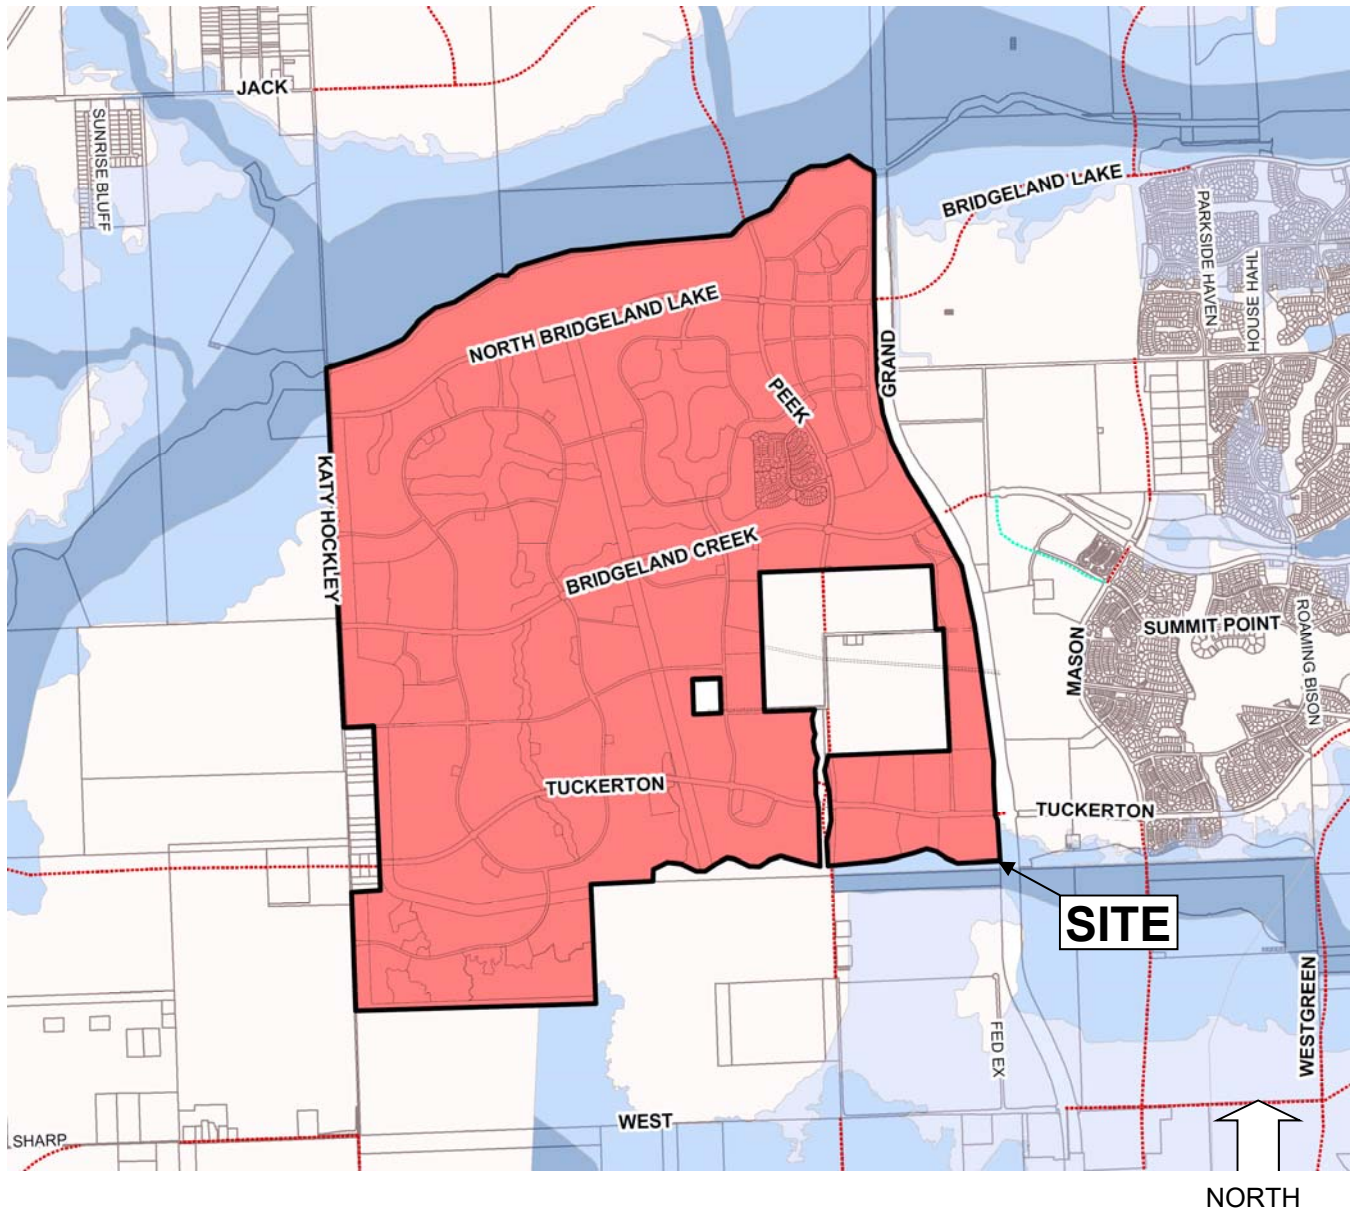 JACK
SUNRISE BLUFF
BRIDGELAND LAKE
PARKSIDE HAVEN
HOUSE HAHL
NORTH BRIDGELAND LAKE
GRAND
PEEK
KATY HOCKLEY
BRIDGELAND CREEK
SUMMIT POINT
ROAMING BISON
MASON
TUCKERTON
TUCKERTON
SITE
WESTGREEN
FED EX
WEST
SHARP
NORTH